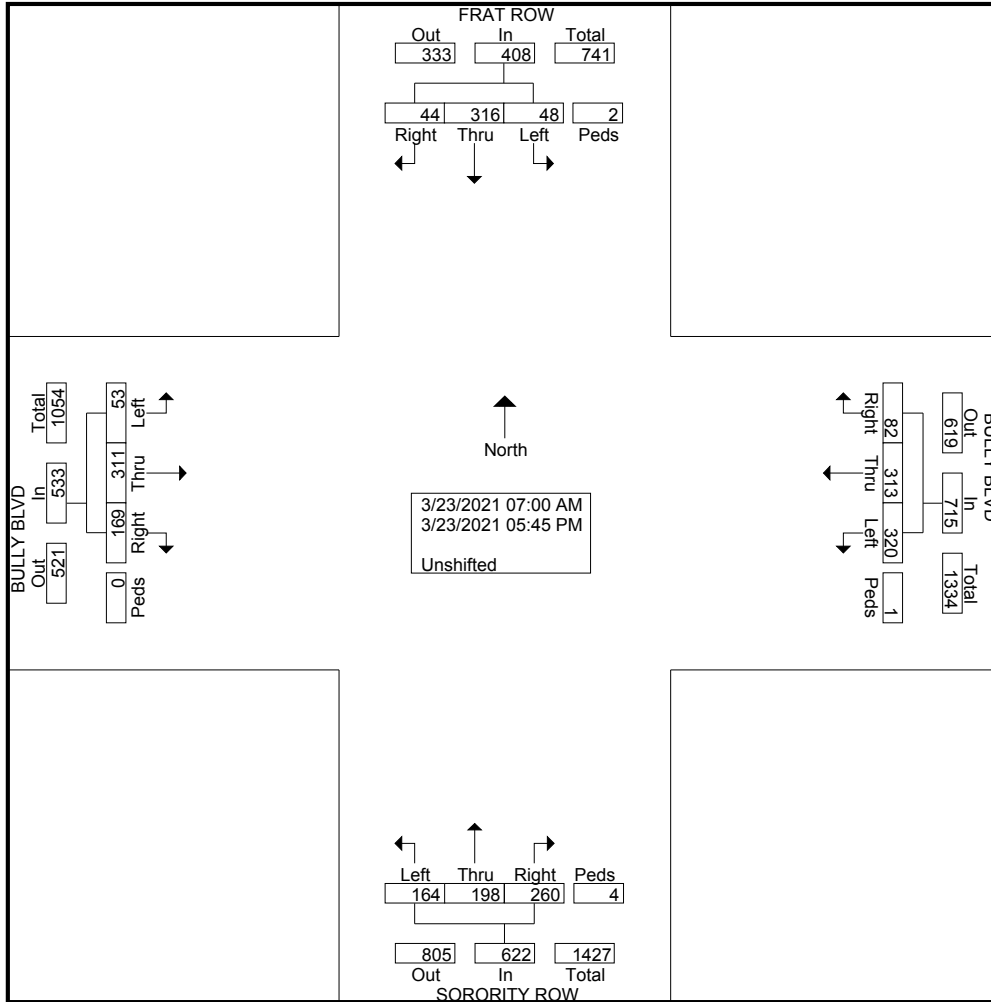 FRAT ROW
Out In Total
333 408 741
44 316 48 2
Right Thru Left Peds
BULLY BLVD
Out In Total
521 533 1054
Left Thru Right Peds
53 311 169 0
North
3/23/2021 07:00 AM
3/23/2021 05:45 PM
Unshifted
BULLY BLVD
Out In Total
619 715 1334
82 313 320 1
Right Thru Left Peds
Left Thru Right Peds
164 198 260 4
805 622 1427
Out In Total
SORORITY ROW